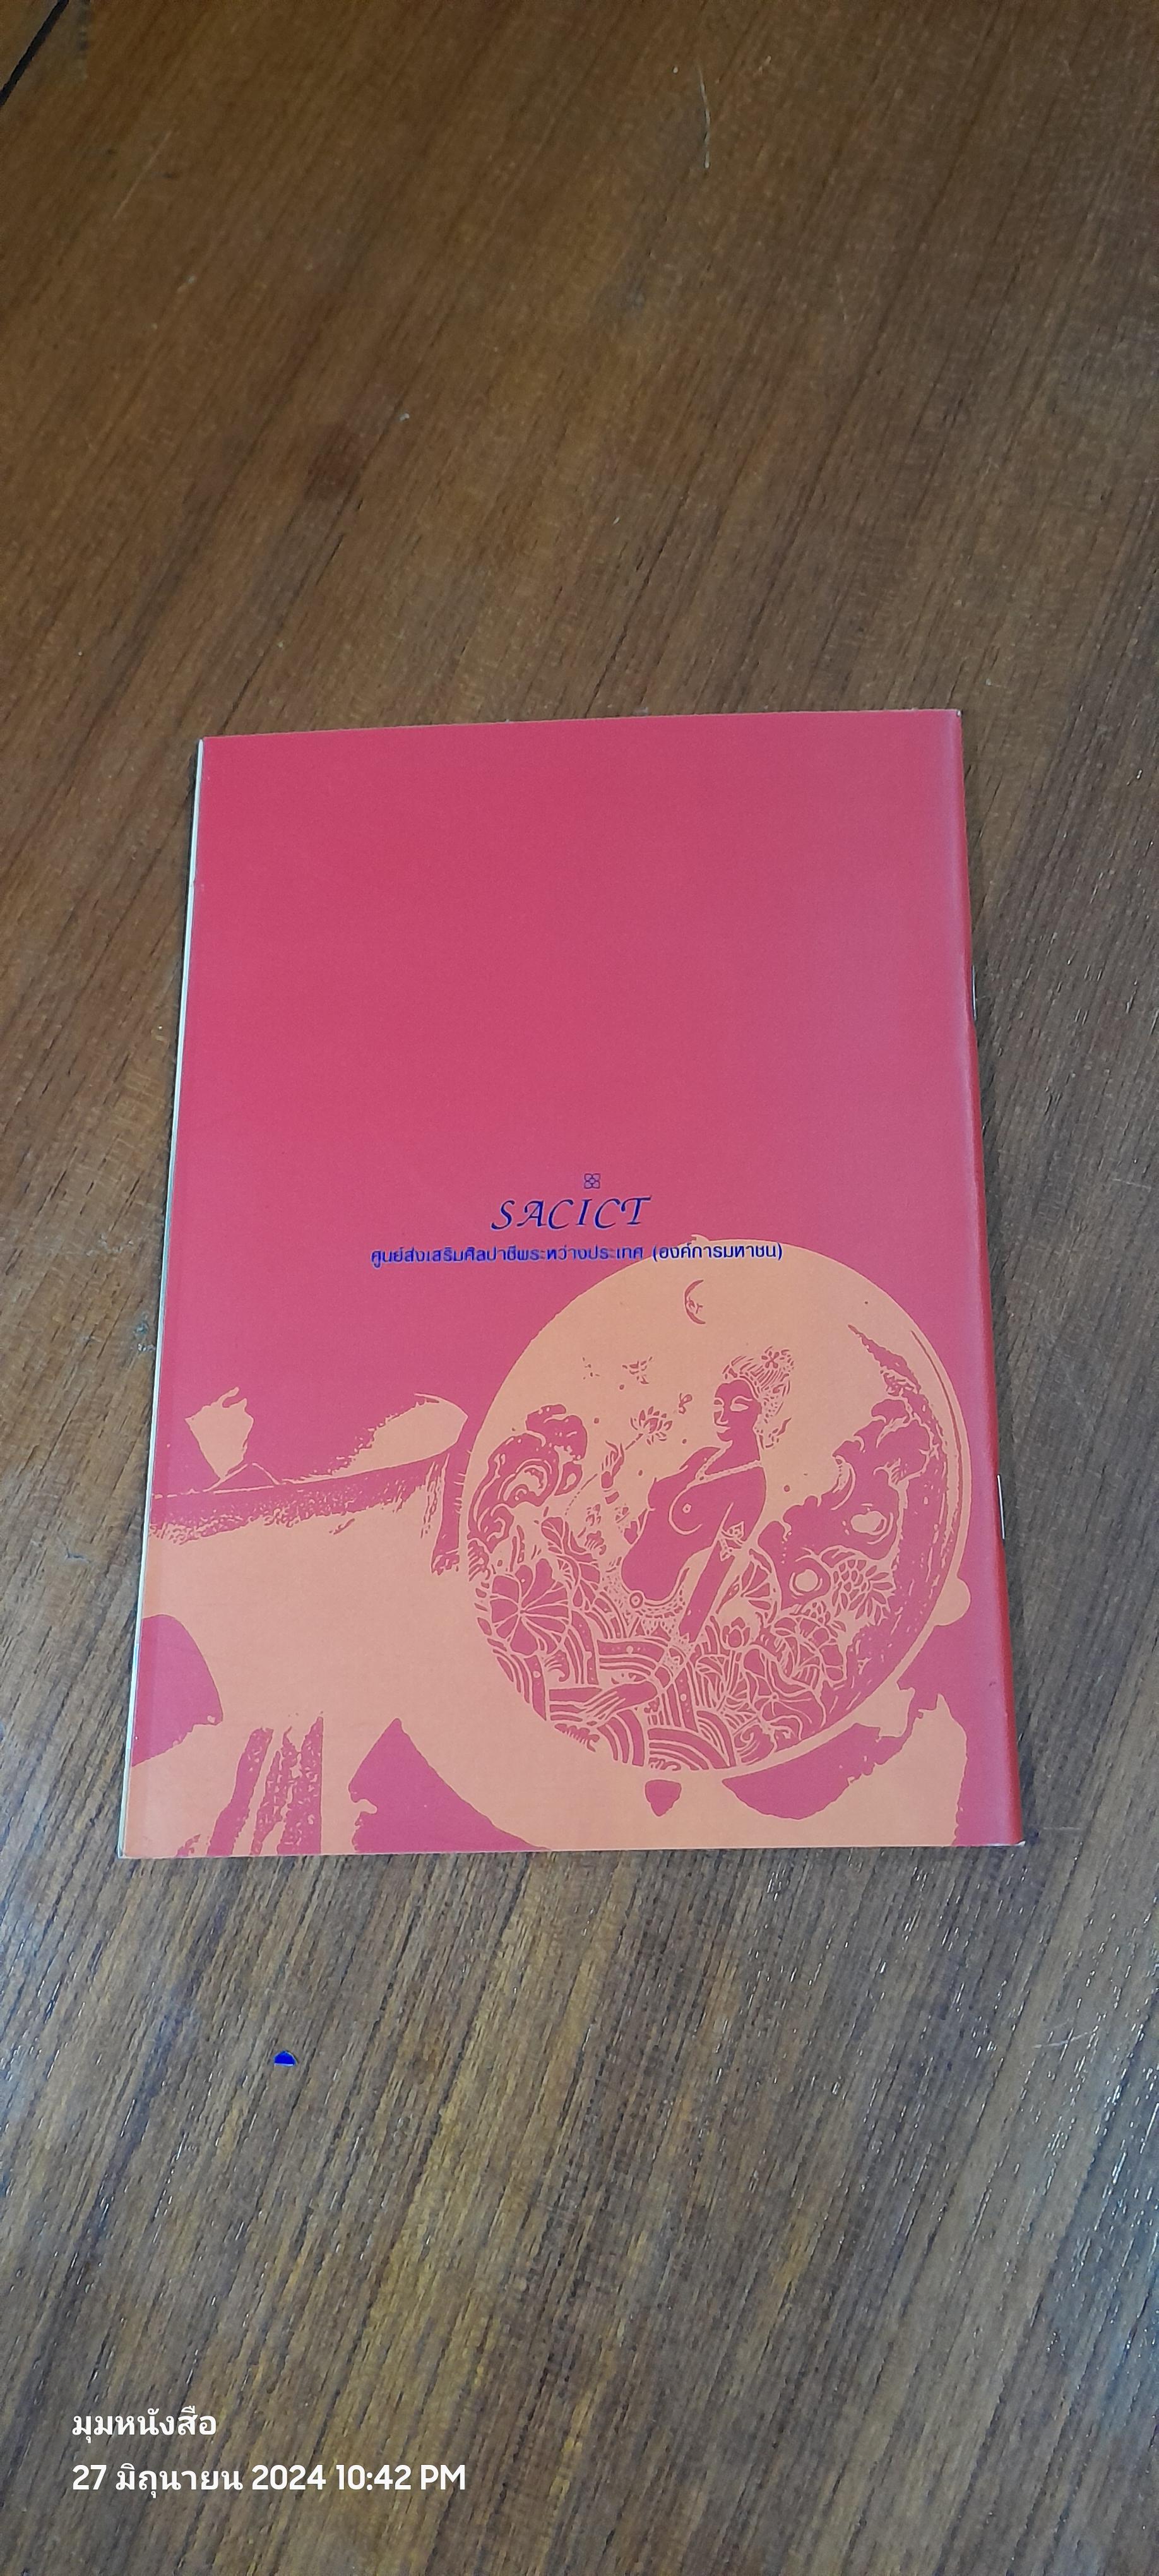 SACICT
ศูนย์ส่งเสริมศิลปาชีพระหว่างประเทศ (องค์การมหาชน)
มุมหนังสือ
27 มิถุนายน 2024 10:42 PM